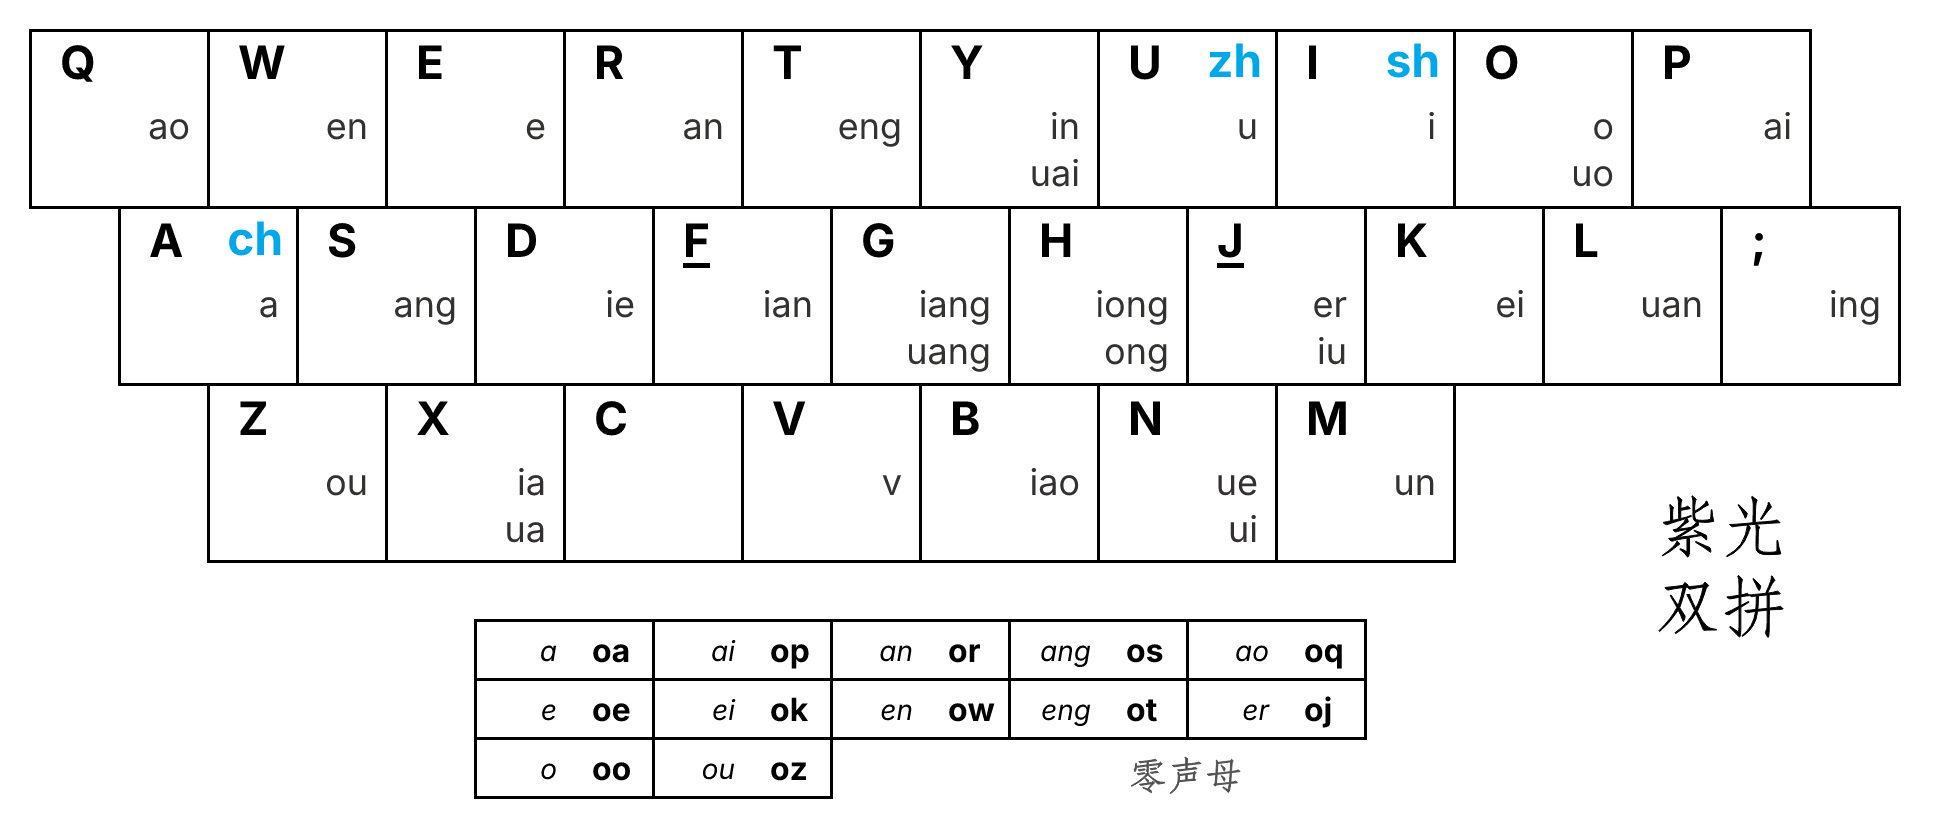 Q W E R T Y U zh I sh O P
ao en e an eng in u i o ai
uai uo
A ch S D F G H J K L ;
a ang ie ian iang iong er ei uan ing
uang ong iu
Z X C V B N M
ou ia v iao ue un
ua ui
紫光
双拼
a oa ai op an or ang os ao oq
e oe ei ok en ow eng ot er oj
o oo ou oz
零声母